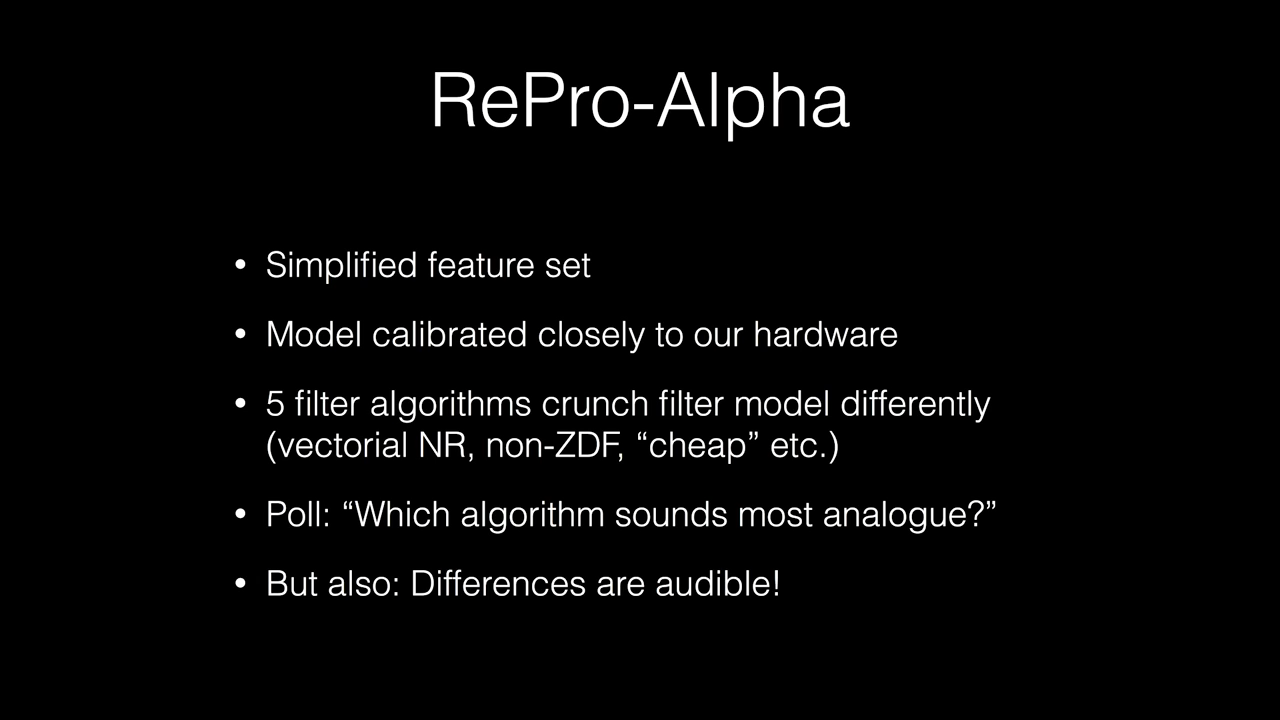 RePro-Alpha
• Simplified feature set
• Model calibrated closely to our hardware
• 5 filter algorithms crunch filter model differently
(vectorial NR, non-ZDF, “cheap” etc.)
• Poll: “Which algorithm sounds most analogue?”
• But also: Differences are audible!